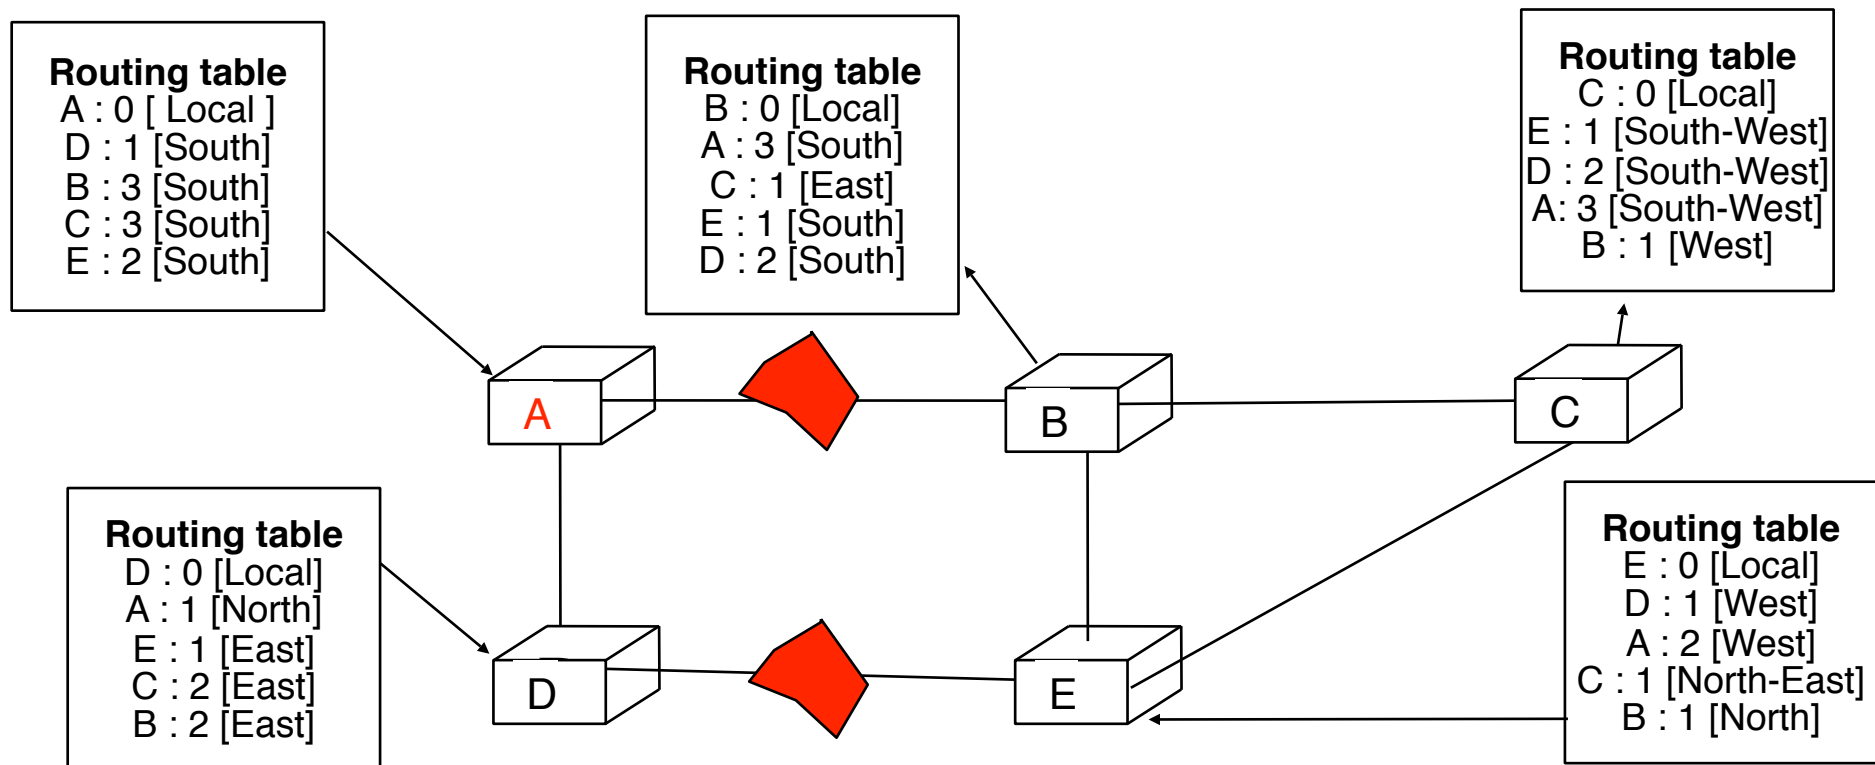 Routing table
A : 0 [ Local ]
D : 1 [South]
B : 3 [South]
C : 3 [South]
E : 2 [South]
Routing table
B : 0 [Local]
A : 3 [South]
C : 1 [East]
E : 1 [South]
D : 2 [South]
Routing table
C : 0 [Local]
E : 1 [South-West]
D : 2 [South-West]
A: 3 [South-West]
B : 1 [West]
A
B
C
Routing table
D : 0 [Local]
A : 1 [North]
E : 1 [East]
C : 2 [East]
B : 2 [East]
D
E
Routing table
E : 0 [Local]
D : 1 [West]
A : 2 [West]
C : 1 [North-East]
B : 1 [North]